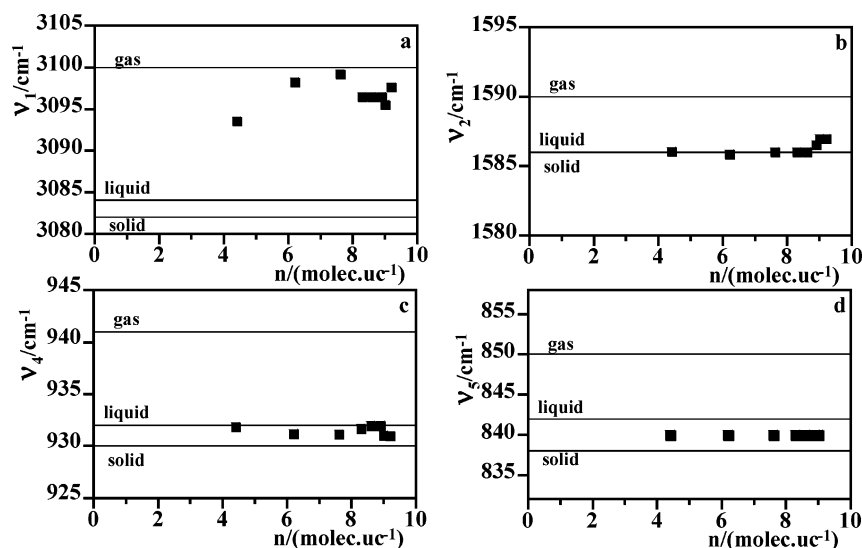 a
ν₁/cm⁻¹
3105
3100
3095
3090
3085
3080
gas
liquid
solid
0 2 4 6 8 10
n/(molec.uc⁻¹)
b
ν₂/cm⁻¹
1595
1590
1585
1580
gas
liquid
solid
0 2 4 6 8 10
n/(molec.uc⁻¹)
c
ν₄/cm⁻¹
945
940
935
930
925
gas
liquid
solid
0 2 4 6 8 10
n/(molec.uc⁻¹)
d
ν₅/cm⁻¹
855
850
845
840
835
gas
liquid
solid
0 2 4 6 8 10
n/(molec.uc⁻¹)